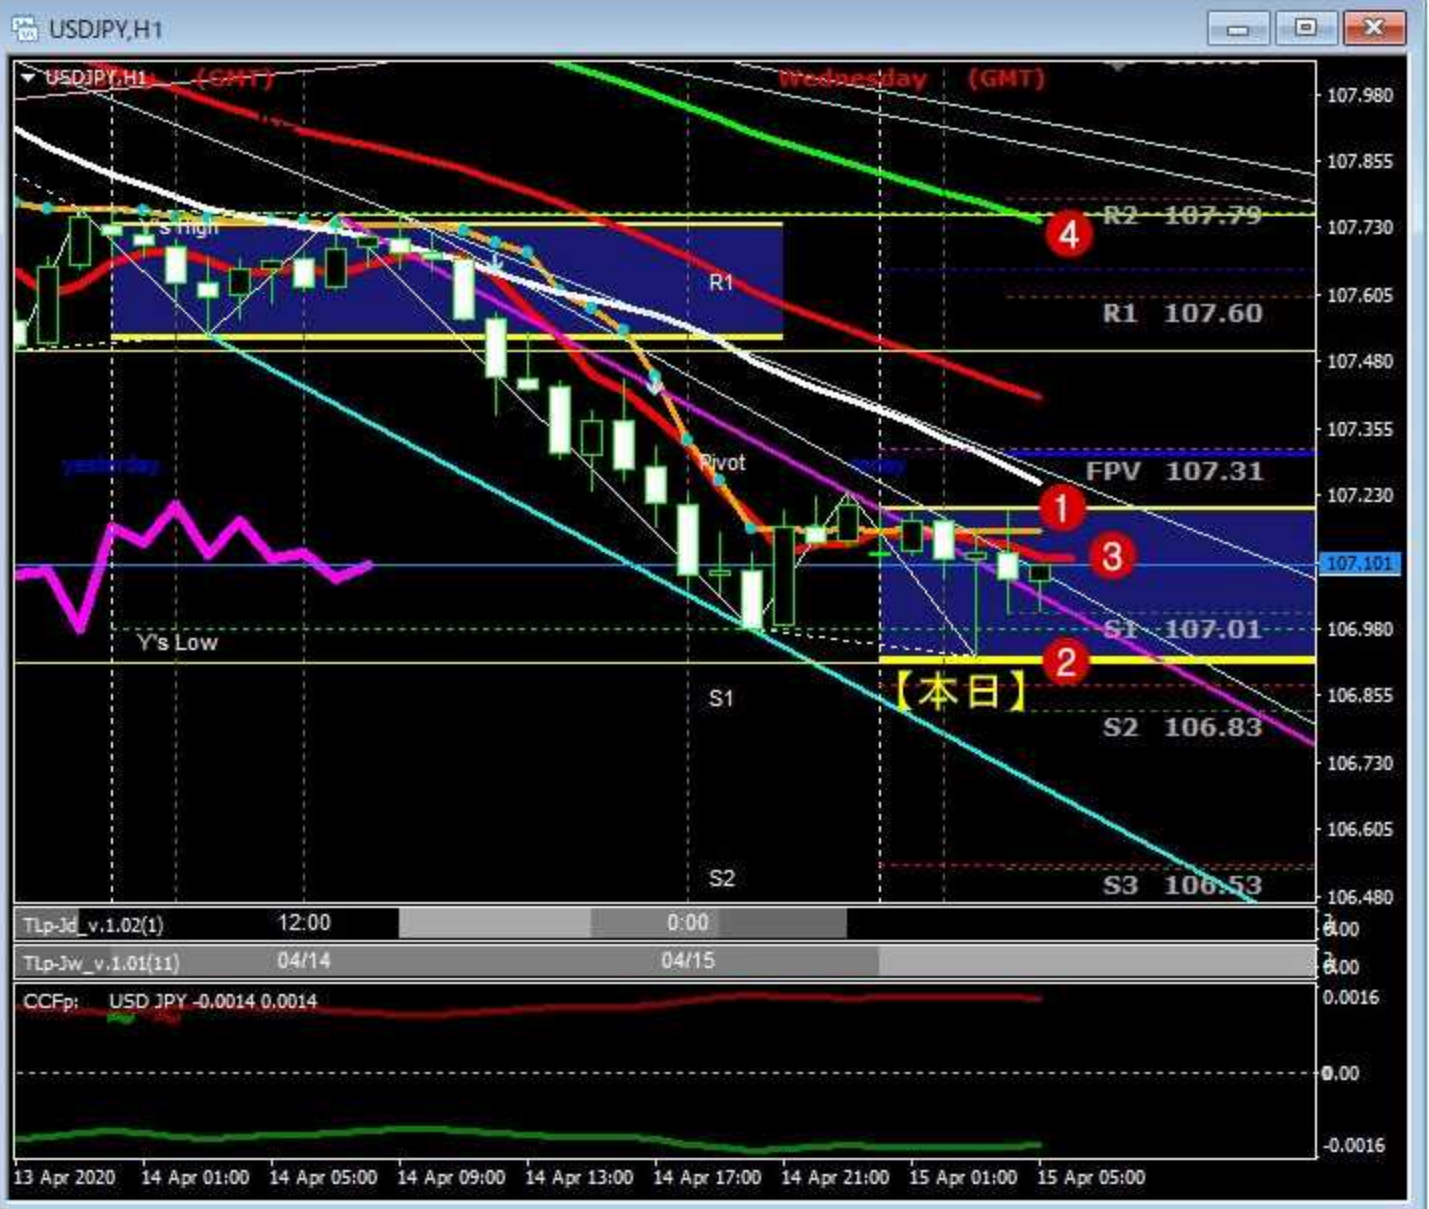 USDJPY,H1
USDJPY,H1
(GMT)
Wednesday (GMT)
107.980
107.855
R2 107.79
107.730
Y's High
4
R1
107.605
R1 107.60
107.480
107.355
yesterday
Pivot
today
FPV 107.31
107.230
1
3
107.101
Y's Low
S1 107.01
106.980
2
【本日】
S1
106.855
S2 106.83
106.730
106.605
S2
S3 106.53
106.480
TLp-Jd_v.1.02(1)
12:00
0:00
TLp-Jw_v.1.01(11)
04/14
04/15
CCFp: USD JPY -0.0014 0.0014
0.0016
0.00
-0.0016
13 Apr 2020 14 Apr 01:00 14 Apr 05:00 14 Apr 09:00 14 Apr 13:00 14 Apr 17:00 14 Apr 21:00 15 Apr 01:00 15 Apr 05:00